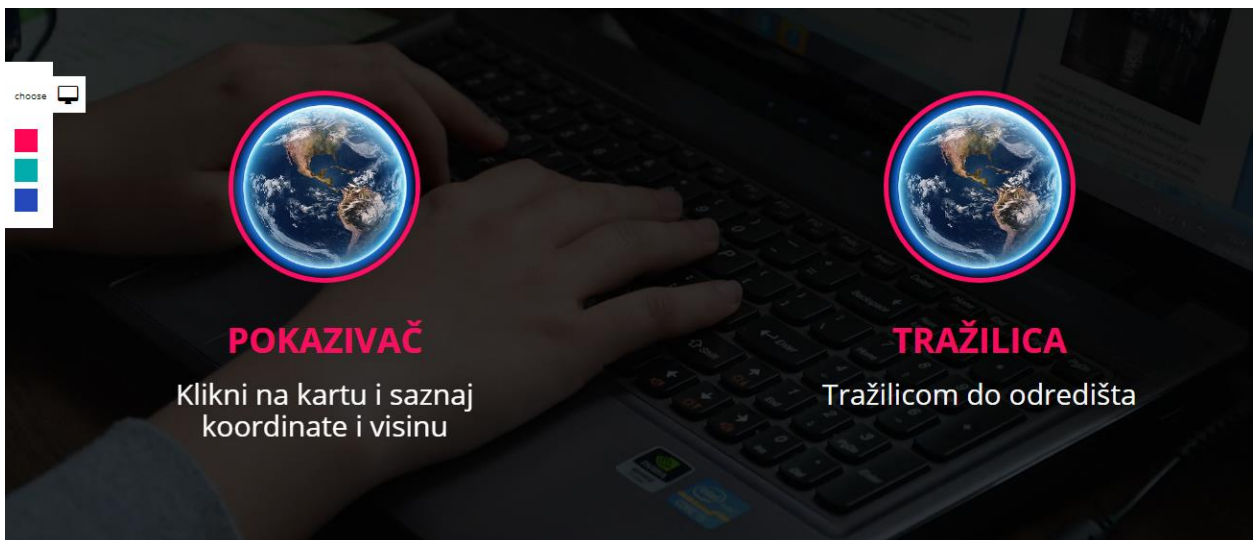 choose
POKAZIVAČ
Klikni na kartu i saznaj
koordinate i visinu
TRAŽILICA
Tražilicom do odredišta